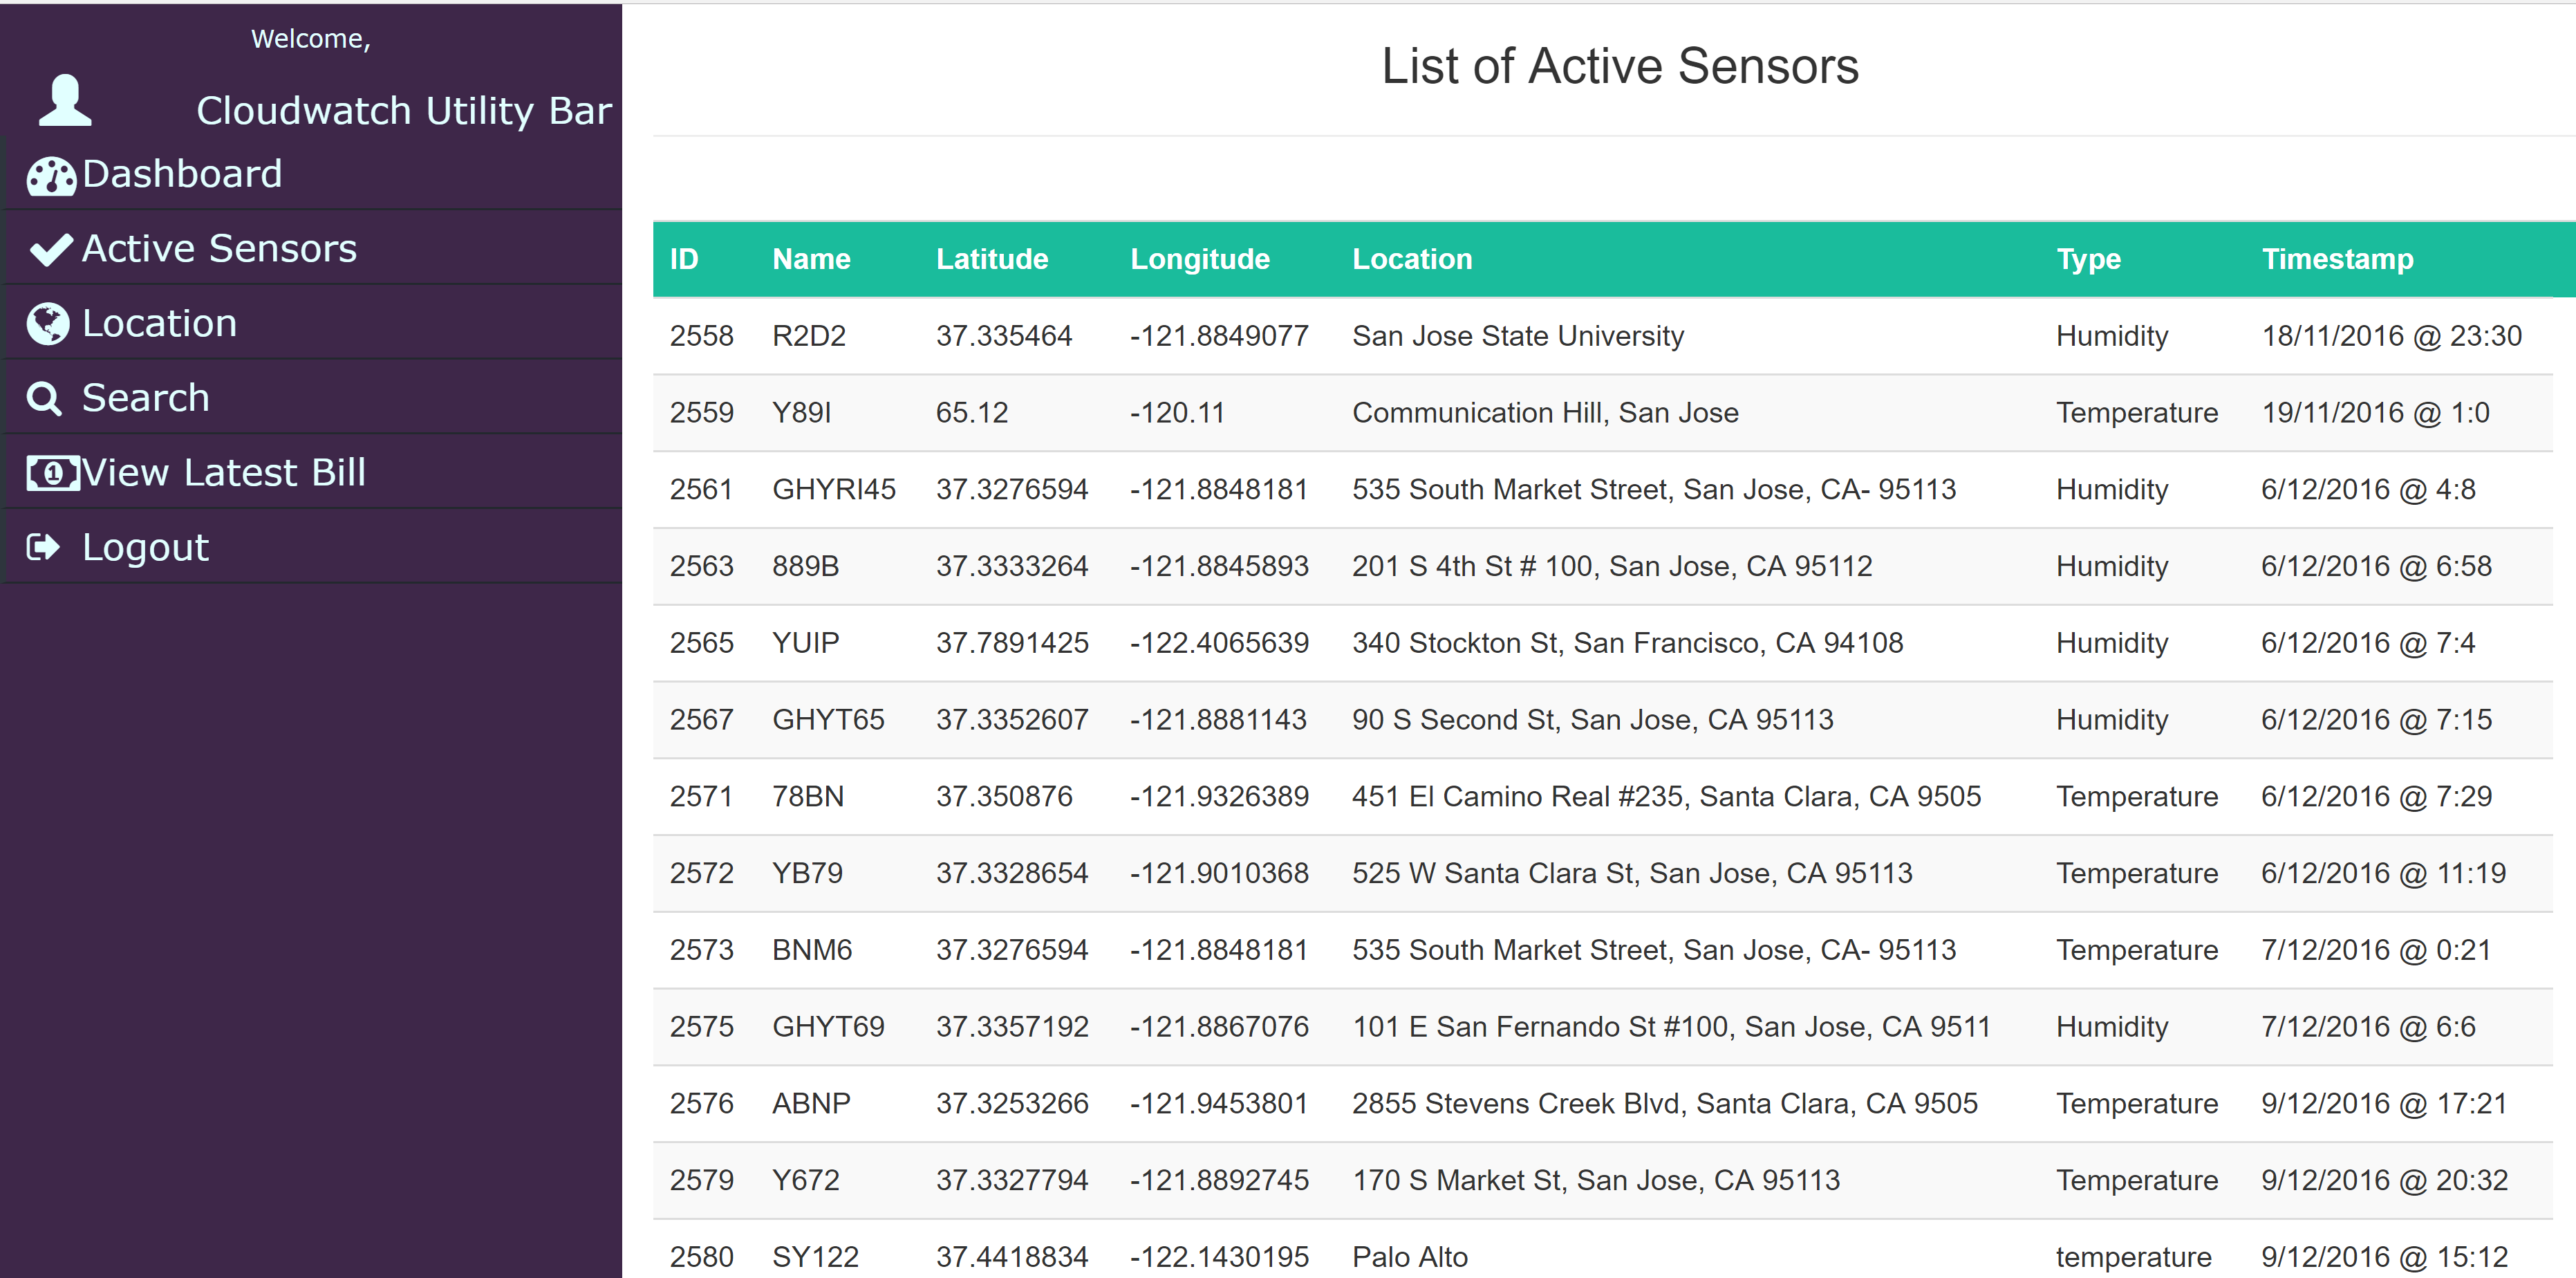 Welcome,
Cloudwatch Utility Bar
Dashboard
Active Sensors
Location
Search
View Latest Bill
Logout
List of Active Sensors
ID Name Latitude Longitude Location Type Timestamp
2558 R2D2 37.335464 -121.8849077 San Jose State University Humidity 18/11/2016 @ 23:30
2559 Y89I 65.12 -120.11 Communication Hill, San Jose Temperature 19/11/2016 @ 1:0
2561 GHYRI45 37.3276594 -121.8848181 535 South Market Street, San Jose, CA- 95113 Humidity 6/12/2016 @ 4:8
2563 889B 37.3333264 -121.8845893 201 S 4th St # 100, San Jose, CA 95112 Humidity 6/12/2016 @ 6:58
2565 YUIP 37.7891425 -122.4065639 340 Stockton St, San Francisco, CA 94108 Humidity 6/12/2016 @ 7:4
2567 GHYT65 37.3352607 -121.8881143 90 S Second St, San Jose, CA 95113 Humidity 6/12/2016 @ 7:15
2571 78BN 37.350876 -121.9326389 451 El Camino Real #235, Santa Clara, CA 9505 Temperature 6/12/2016 @ 7:29
2572 YB79 37.3328654 -121.9010368 525 W Santa Clara St, San Jose, CA 95113 Temperature 6/12/2016 @ 11:19
2573 BNM6 37.3276594 -121.8848181 535 South Market Street, San Jose, CA- 95113 Temperature 7/12/2016 @ 0:21
2575 GHYT69 37.3357192 -121.8867076 101 E San Fernando St #100, San Jose, CA 9511 Humidity 7/12/2016 @ 6:6
2576 ABNP 37.3253266 -121.9453801 2855 Stevens Creek Blvd, Santa Clara, CA 9505 Temperature 9/12/2016 @ 17:21
2579 Y672 37.3327794 -121.8892745 170 S Market St, San Jose, CA 95113 Temperature 9/12/2016 @ 20:32
2580 SY122 37.4418834 -122.1430195 Palo Alto temperature 9/12/2016 @ 15:12